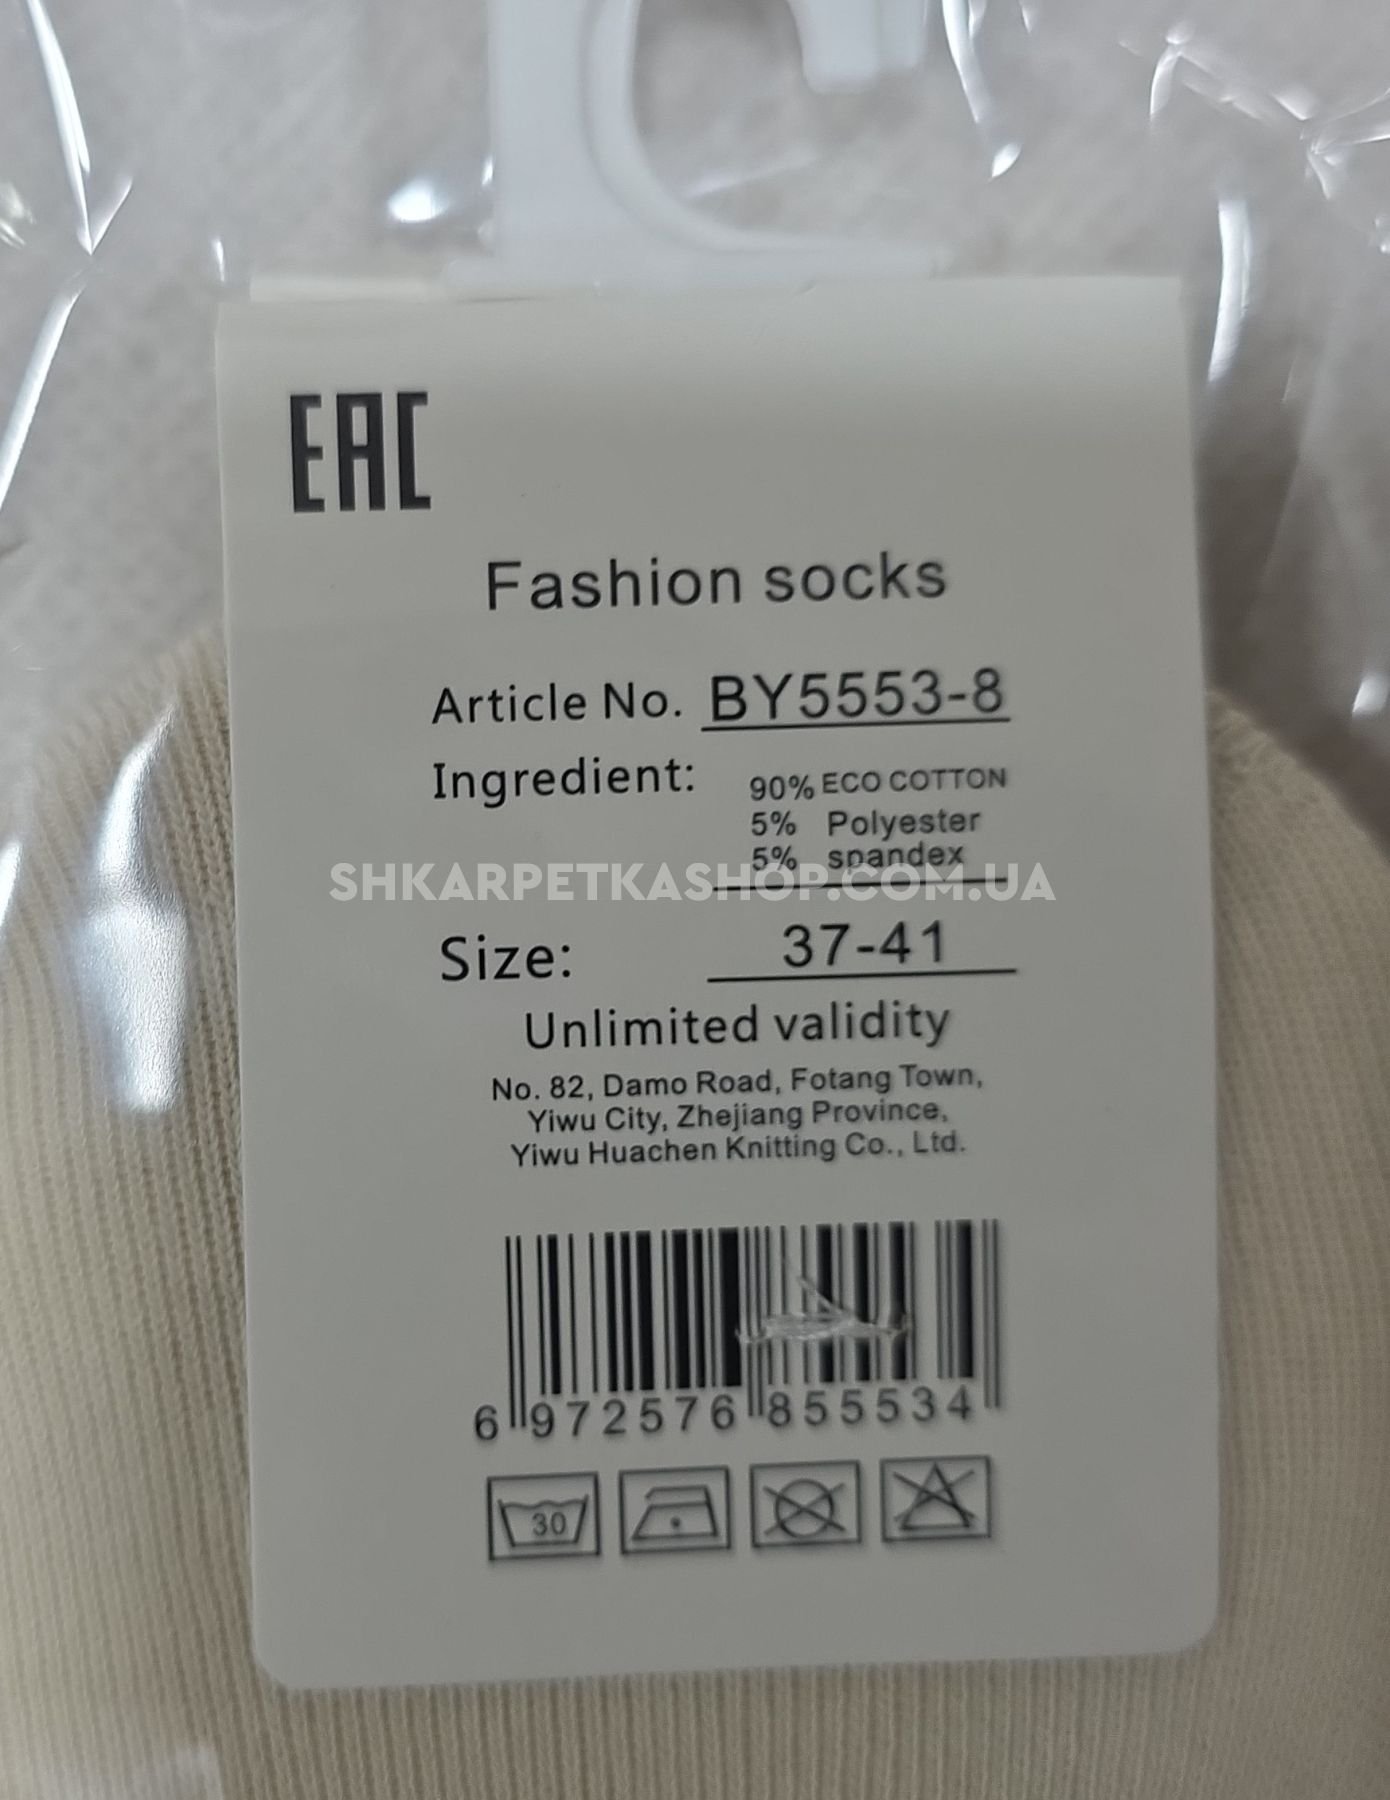 EAC
Fashion socks
Article No. BY5553-8
Ingredient: 90% ECO COTTON
5% Polyester
5% spandex
SHKARPETKASHOP.COM.UA
Size: 37-41
Unlimited validity
No. 82, Damo Road, Fotang Town,
Yiwu City, Zhejiang Province,
Yiwu Huachen Knitting Co., Ltd.
6 972576 855534
30